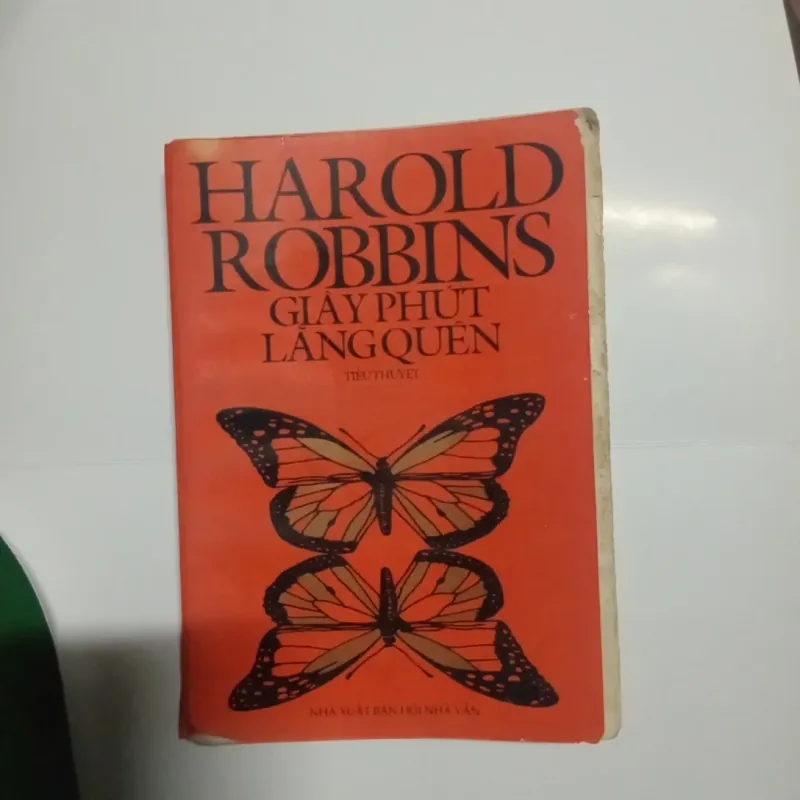 HAROLD
ROBBINS
GIÂY PHÚT
LÃNG QUÊN
TIỂU THUYẾT
NHÀ XUẤT BẢN HỘI NHÀ VĂN